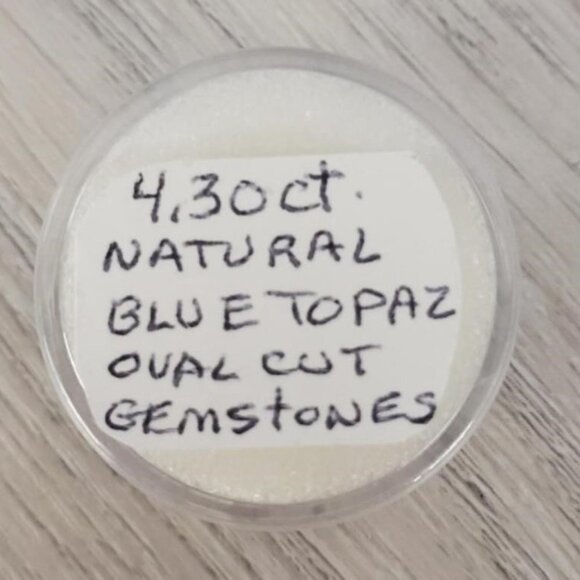 4.30ct.
NATURAL
BLUE TOPAZ
OVAL CUT
GEMSTONES